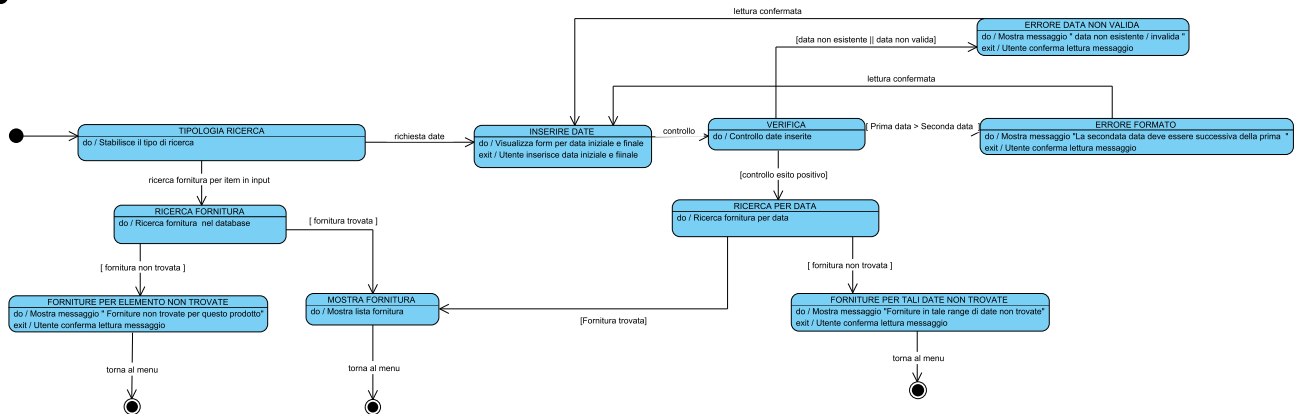 lettura confermata
ERRORE DATA NON VALIDA
do / Mostra messaggio " data non esistente / invalida "
exit / Utente conferma lettura messaggio
[data non esistente || data non valida]
lettura confermata
TIPOLOGIA RICERCA
do / Stabilisce il tipo di ricerca
richiesta date
INSERIRE DATE
do / Visualizza form per data iniziale e finale
exit / Utente inserisce data iniziale e fiinale
controllo
VERIFICA
do / Controllo date inserite
[ Prima data > Seconda data ]
ERRORE FORMATO
do / Mostra messaggio "La secondata data deve essere successiva della prima "
exit / Utente conferma lettura messaggio
ricerca fornitura per item in input
[controllo esito positivo]
RICERCA FORNITURA
do / Ricerca fornitura nel database
[ fornitura trovata ]
RICERCA PER DATA
do / Ricerca fornitura per data
[ fornitura non trovata ]
[ fornitura non trovata ]
FORNITURE PER ELEMENTO NON TROVATE
do / Mostra messaggio " Forniture non trovate per questo prodotto"
exit / Utente conferma lettura messaggio
MOSTRA FORNITURA
do / Mostra lista fornitura
[Fornitura trovata]
FORNITURE PER TALI DATE NON TROVATE
do / Mostra messaggio "Forniture in tale range di date non trovate"
exit / Utente conferma lettura messaggio
torna al menu
torna al menu
torna al menu